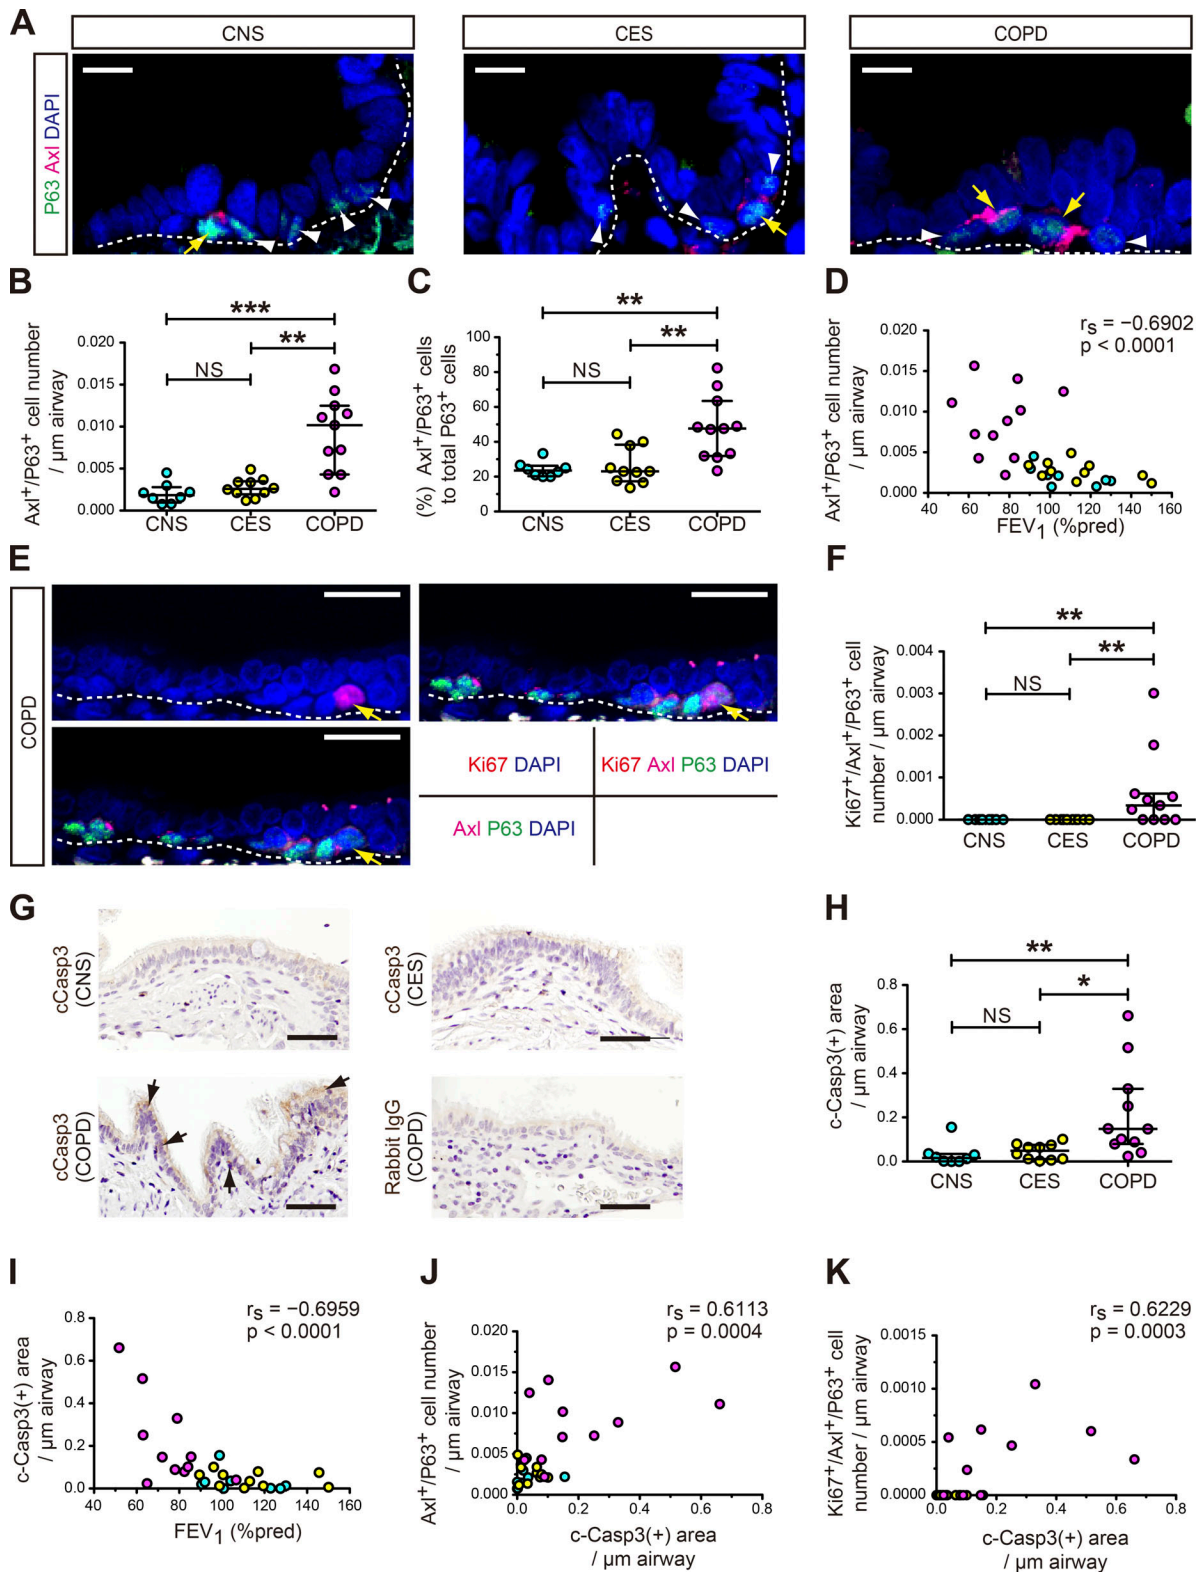 A
CNS
CES
COPD
P63 Axl DAPI
B
Axl⁺/P63⁺ cell number
/ µm airway
0.020
0.015
0.010
0.005
0.000
***
**
NS
CNS
CES
COPD
C
(%) Axl⁺/P63⁺ cells
to total P63⁺ cells
100
80
60
40
20
0
**
**
NS
CNS
CES
COPD
D
Axl⁺/P63⁺ cell number
/ µm airway
0.020
0.015
0.010
0.005
0.000
rs = −0.6902
p < 0.0001
40 60 80 100 120 140 160
FEV1 (%pred)
E
COPD
Ki67 DAPI
Ki67 Axl P63 DAPI
Axl P63 DAPI
F
Ki67⁺/Axl⁺/P63⁺ cell
number / µm airway
0.004
0.003
0.002
0.001
0.000
**
**
NS
CNS
CES
COPD
G
cCasp3
(CNS)
cCasp3
(CES)
cCasp3
(COPD)
Rabbit IgG
(COPD)
H
c-Casp3(+) area
/ µm airway
0.8
0.6
0.4
0.2
0.0
**
*
NS
CNS
CES
COPD
I
c-Casp3(+) area
/ µm airway
0.8
0.6
0.4
0.2
0.0
rs = −0.6959
p < 0.0001
40 60 80 100 120 140 160
FEV1 (%pred)
J
Axl⁺/P63⁺ cell number
/ µm airway
0.020
0.015
0.010
0.005
0.000
rs = 0.6113
p = 0.0004
0.0 0.2 0.4 0.6 0.8
c-Casp3(+) area
/ µm airway
K
Ki67⁺/Axl⁺/P63⁺ cell
number / µm airway
0.0015
0.0010
0.0005
0.0000
rs = 0.6229
p = 0.0003
0.0 0.2 0.4 0.6 0.8
c-Casp3(+) area
/ µm airway